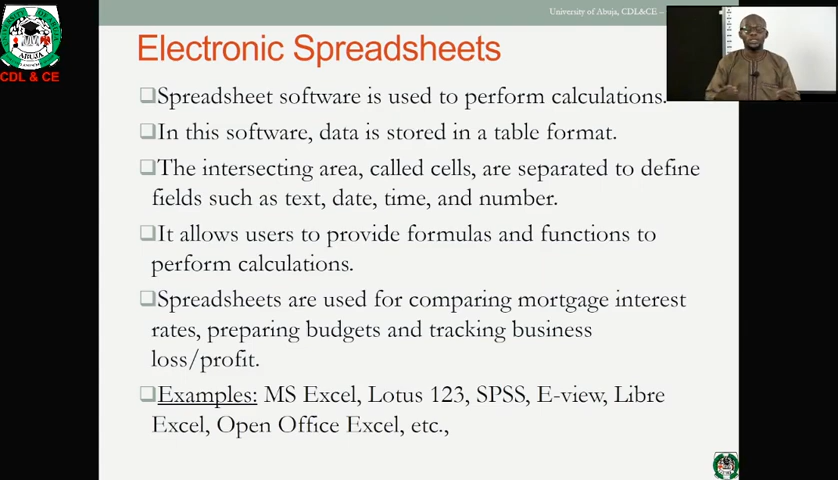 University of Abuja, CDL&CE –
Electronic Spreadsheets
Spreadsheet software is used to perform calculations.
In this software, data is stored in a table format.
The intersecting area, called cells, are separated to define
fields such as text, date, time, and number.
It allows users to provide formulas and functions to
perform calculations.
Spreadsheets are used for comparing mortgage interest
rates, preparing budgets and tracking business
loss/profit.
Examples: MS Excel, Lotus 123, SPSS, E-view, Libre
Excel, Open Office Excel, etc.,
ABUJA
CDL & CE